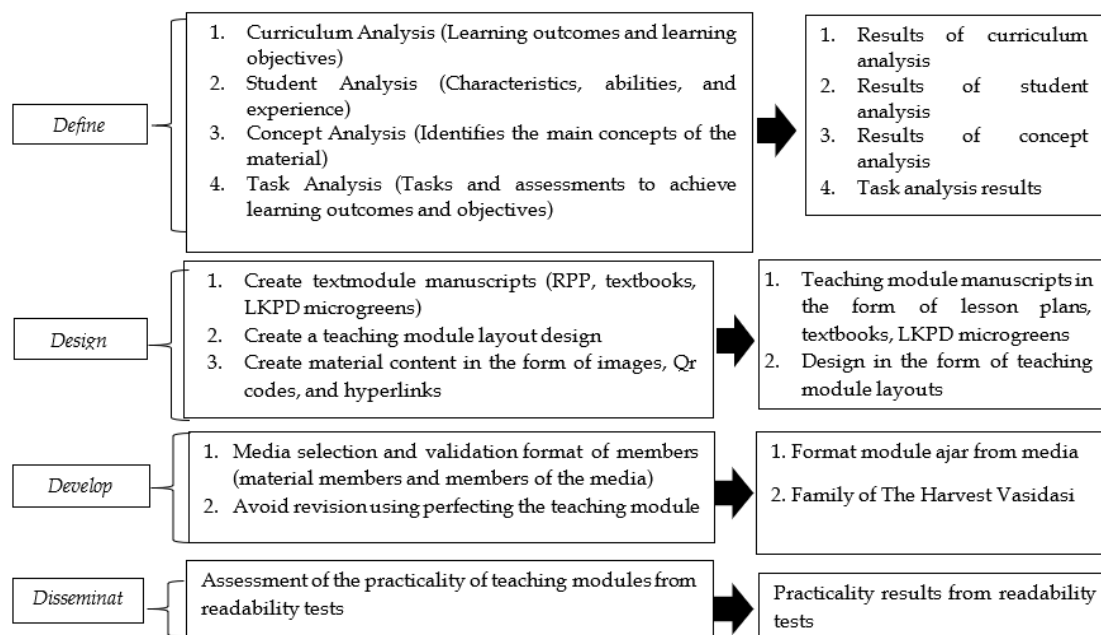 Define
1. Curriculum Analysis (Learning outcomes and learning
objectives)
2. Student Analysis (Characteristics, abilities, and
experience)
3. Concept Analysis (Identifies the main concepts of the
material)
4. Task Analysis (Tasks and assessments to achieve
learning outcomes and objectives)
1. Results of curriculum
analysis
2. Results of student
analysis
3. Results of concept
analysis
4. Task analysis results
Design
1. Create textmodule manuscripts (RPP, textbooks,
LKPD microgreens)
2. Create a teaching module layout design
3. Create material content in the form of images, Qr
codes, and hyperlinks
1. Teaching module manuscripts in
the form of lesson plans,
textbooks, LKPD microgreens
2. Design in the form of teaching
module layouts
Develop
1. Media selection and validation format of members
(material members and members of the media)
2. Avoid revision using perfecting the teaching module
1. Format module ajar from media
2. Family of The Harvest Vasidasi
Disseminat
Assessment of the practicality of teaching modules from
readability tests
Practicality results from readability
tests